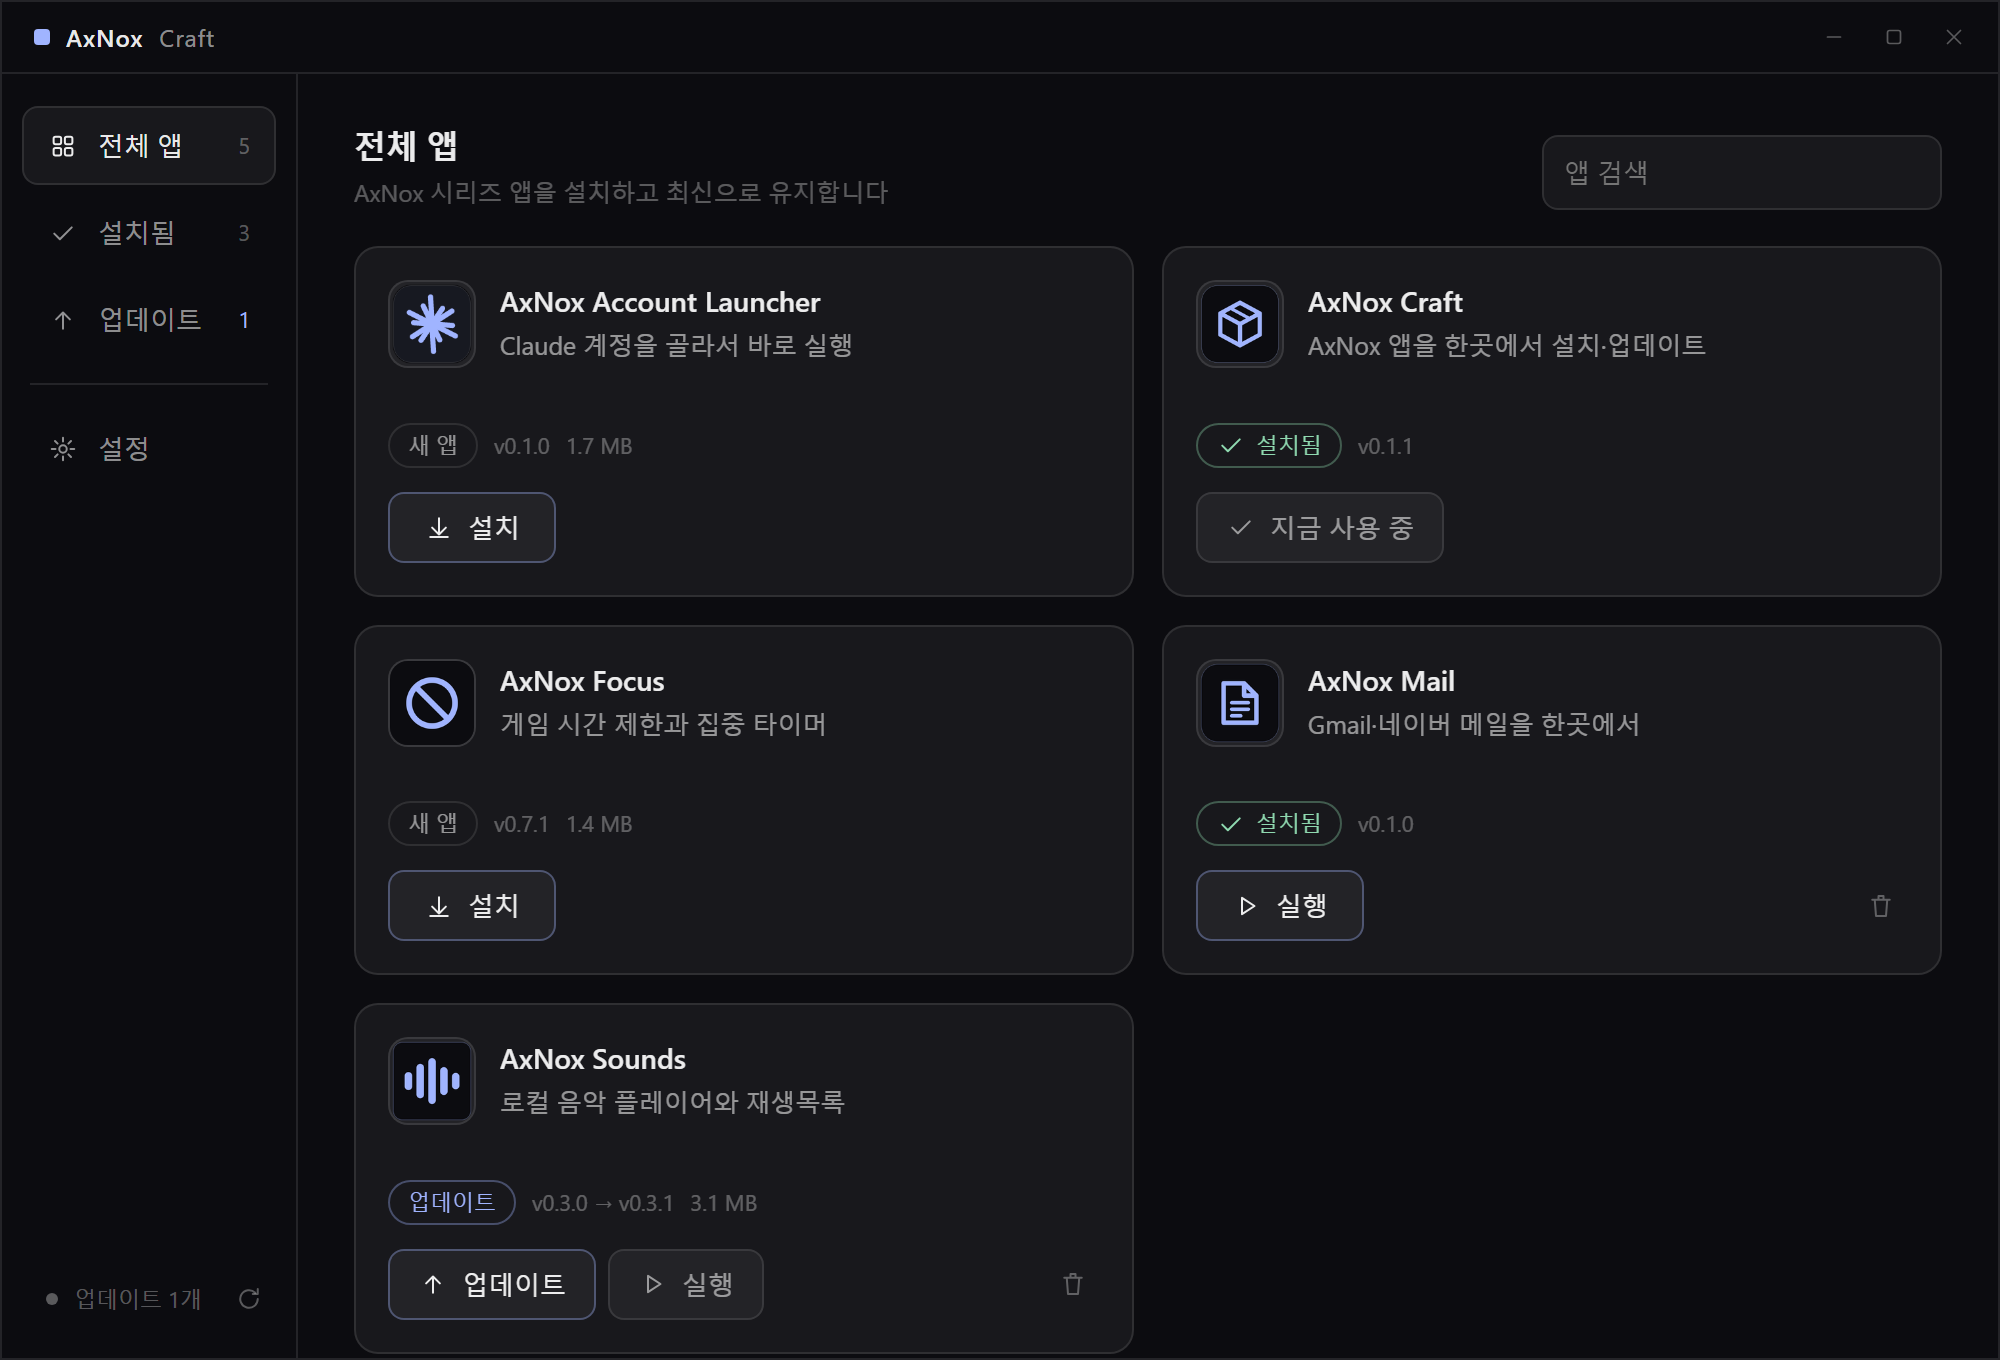 AxNox Craft
전체 앱 5
설치됨 3
업데이트 1
설정
업데이트 1개
전체 앱
AxNox 시리즈 앱을 설치하고 최신으로 유지합니다
앱 검색
AxNox Account Launcher
Claude 계정을 골라서 바로 실행
새 앱 v0.1.0 1.7 MB
설치
AxNox Craft
AxNox 앱을 한곳에서 설치·업데이트
설치됨 v0.1.1
지금 사용 중
AxNox Focus
게임 시간 제한과 집중 타이머
새 앱 v0.7.1 1.4 MB
설치
AxNox Mail
Gmail·네이버 메일을 한곳에서
설치됨 v0.1.0
실행
AxNox Sounds
로컬 음악 플레이어와 재생목록
업데이트 v0.3.0 → v0.3.1 3.1 MB
업데이트 실행